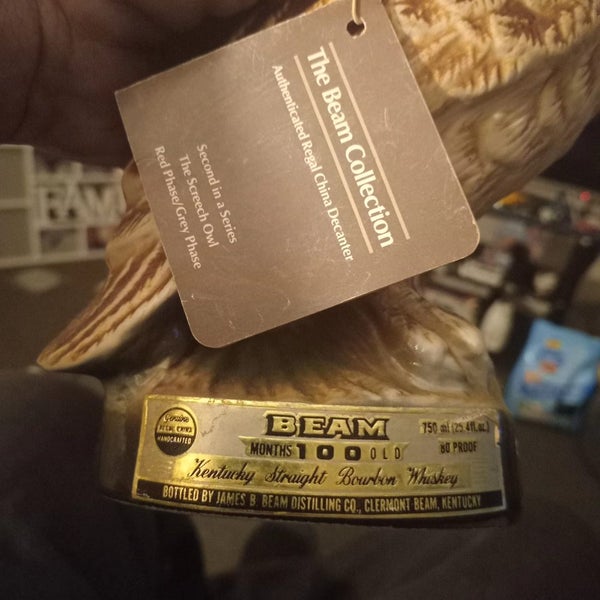 The Beam Collection
Authenticated Regal China Decanter
Second in a Series
The Screech Owl
Red Phase/Grey Phase
FAM
Genuine
REGAL CHINA
HANDCRAFTED
BEAM
MONTHS 100 OLD
750 ml (25.4 fl.oz.)
80 PROOF
Kentucky Straight Bourbon Whiskey
BOTTLED BY JAMES B. BEAM DISTILLING CO., CLERMONT BEAM, KENTUCKY